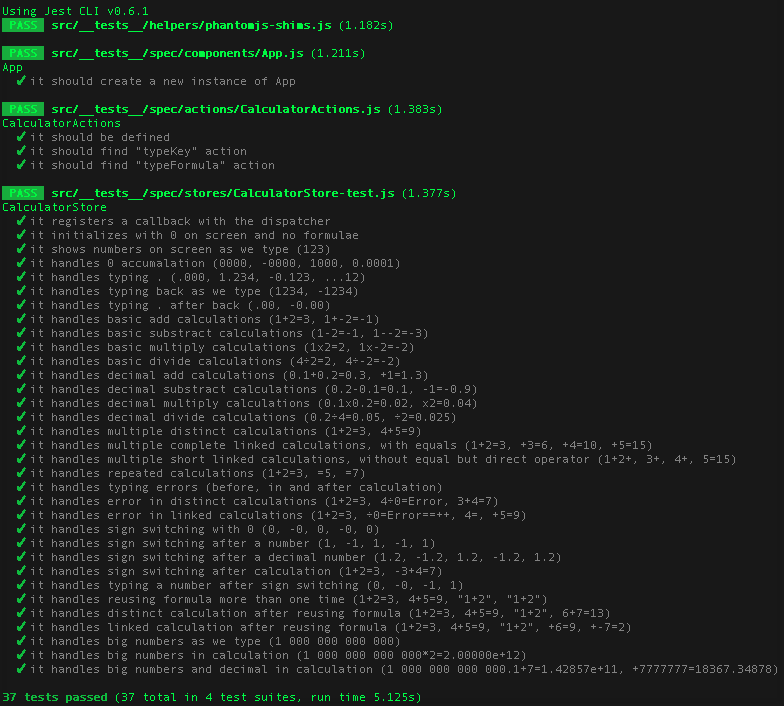 Using Jest CLI v0.6.1
PASS src/__tests__/helpers/phantomjs-shims.js (1.182s)
PASS src/__tests__/spec/components/App.js (1.211s)
App
✓ it should create a new instance of App
PASS src/__tests__/spec/actions/CalculatorActions.js (1.383s)
CalculatorActions
✓ it should be defined
✓ it should find "typeKey" action
✓ it should find "typeFormula" action
PASS src/__tests__/spec/stores/CalculatorStore-test.js (1.377s)
CalculatorStore
✓ it registers a callback with the dispatcher
✓ it initializes with 0 on screen and no formulae
✓ it shows numbers on screen as we type (123)
✓ it handles 0 accumalation (0000, -0000, 1000, 0.0001)
✓ it handles typing . (.000, 1.234, -0.123, ...12)
✓ it handles typing back as we type (1234, -1234)
✓ it handles typing . after back (.00, -0.00)
✓ it handles basic add calculations (1+2=3, 1+-2=-1)
✓ it handles basic substract calculations (1-2=-1, 1--2=-3)
✓ it handles basic multiply calculations (1x2=2, 1x-2=-2)
✓ it handles basic divide calculations (4÷2=2, 4÷-2=-2)
✓ it handles decimal add calculations (0.1+0.2=0.3, +1=1.3)
✓ it handles decimal substract calculations (0.2-0.1=0.1, -1=-0.9)
✓ it handles decimal multiply calculations (0.1x0.2=0.02, x2=0.04)
✓ it handles decimal divide calculations (0.2÷4=0.05, ÷2=0.025)
✓ it handles multiple distinct calculations (1+2=3, 4+5=9)
✓ it handles multiple complete linked calculations, with equals (1+2=3, +3=6, +4=10, +5=15)
✓ it handles multiple short linked calculations, without equal but direct operator (1+2+, 3+, 4+, 5=15)
✓ it handles repeated calculations (1+2=3, =5, =7)
✓ it handles typing errors (before, in and after calculation)
✓ it handles error in distinct calculations (1+2=3, 4÷0=Error, 3+4=7)
✓ it handles error in linked calculations (1+2=3, ÷0=Error==++, 4=, +5=9)
✓ it handles sign switching with 0 (0, -0, 0, -0, 0)
✓ it handles sign switching after a number (1, -1, 1, -1, 1)
✓ it handles sign switching after a decimal number (1.2, -1.2, 1.2, -1.2, 1.2)
✓ it handles sign switching after calculation (1+2=3, -3+4=7)
✓ it handles typing a number after sign switching (0, -0, -1, 1)
✓ it handles reusing formula more than one time (1+2=3, 4+5=9, "1+2", "1+2")
✓ it handles distinct calculation after reusing formula (1+2=3, 4+5=9, "1+2", 6+7=13)
✓ it handles linked calculation after reusing formula (1+2=3, 4+5=9, "1+2", +6=9, +-7=2)
✓ it handles big numbers as we type (1 000 000 000 000)
✓ it handles big numbers in calculation (1 000 000 000 000*2=2.00000e+12)
✓ it handles big numbers and decimal in calculation (1 000 000 000 000.1÷7=1.42857e+11, ÷7777777=18367.34878)
37 tests passed (37 total in 4 test suites, run time 5.125s)